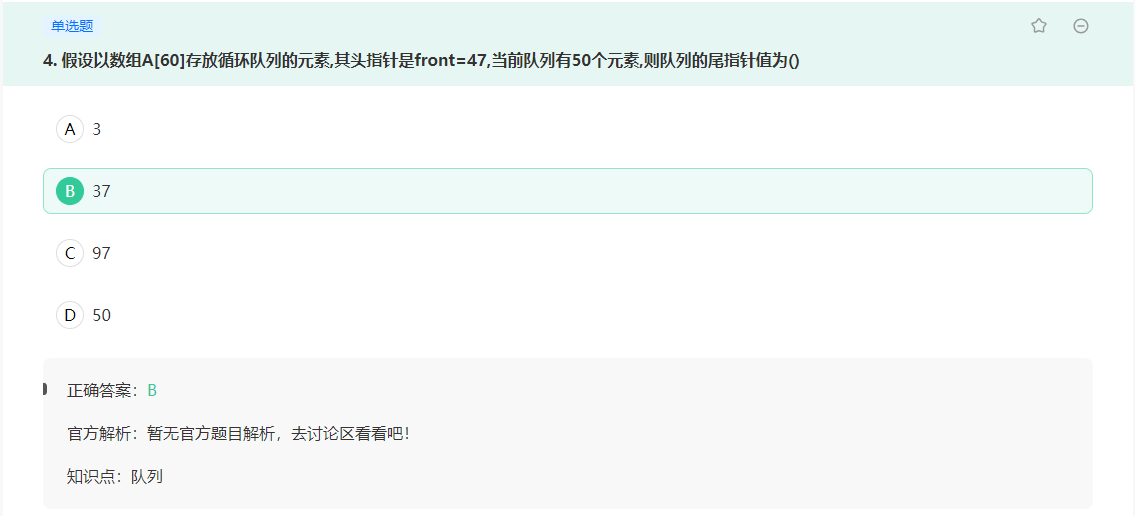 单选题
4. 假设以数组A[60]存放循环队列的元素,其头指针是front=47,当前队列有50个元素,则队列的尾指针值为()
A 3
B 37
C 97
D 50
正确答案：B
官方解析：暂无官方题目解析，去讨论区看看吧！
知识点：队列